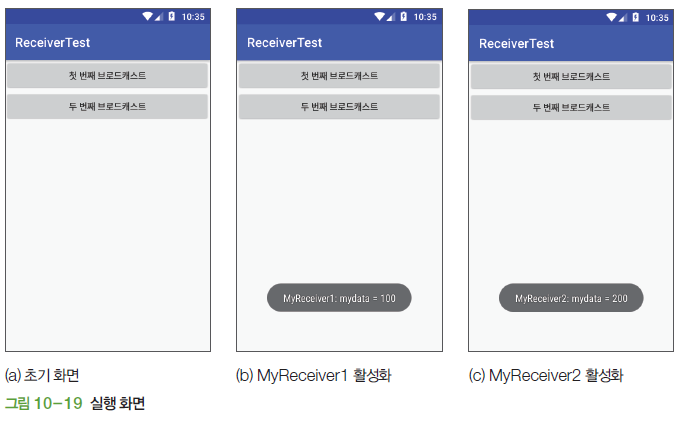 10:35
ReceiverTest
첫 번째 브로드캐스트
두 번째 브로드캐스트
(a) 초기 화면
10:35
ReceiverTest
첫 번째 브로드캐스트
두 번째 브로드캐스트
MyReceiver1: mydata = 100
(b) MyReceiver1 활성화
10:35
ReceiverTest
첫 번째 브로드캐스트
두 번째 브로드캐스트
MyReceiver2: mydata = 200
(c) MyReceiver2 활성화
그림 10-19 실행 화면